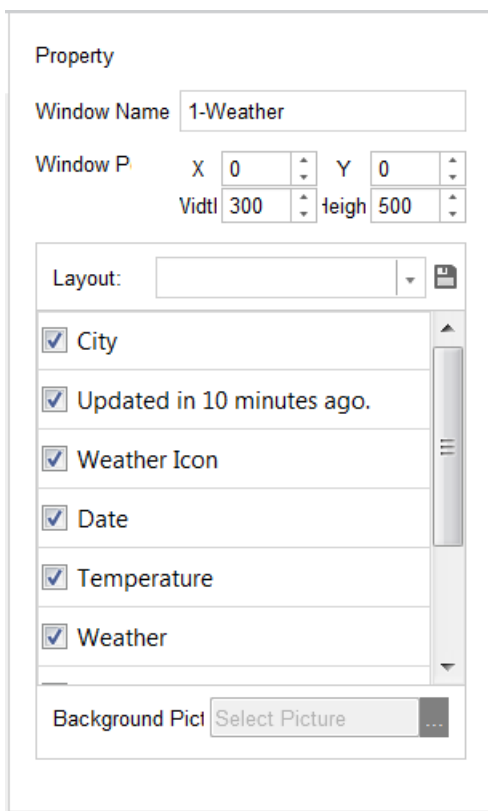 Property
Window Name 1-Weather
Window P X 0 Y 0
Vidtl 300 Heigh 500
Layout:
City
Updated in 10 minutes ago.
Weather Icon
Date
Temperature
Weather
Background Pict Select Picture ...